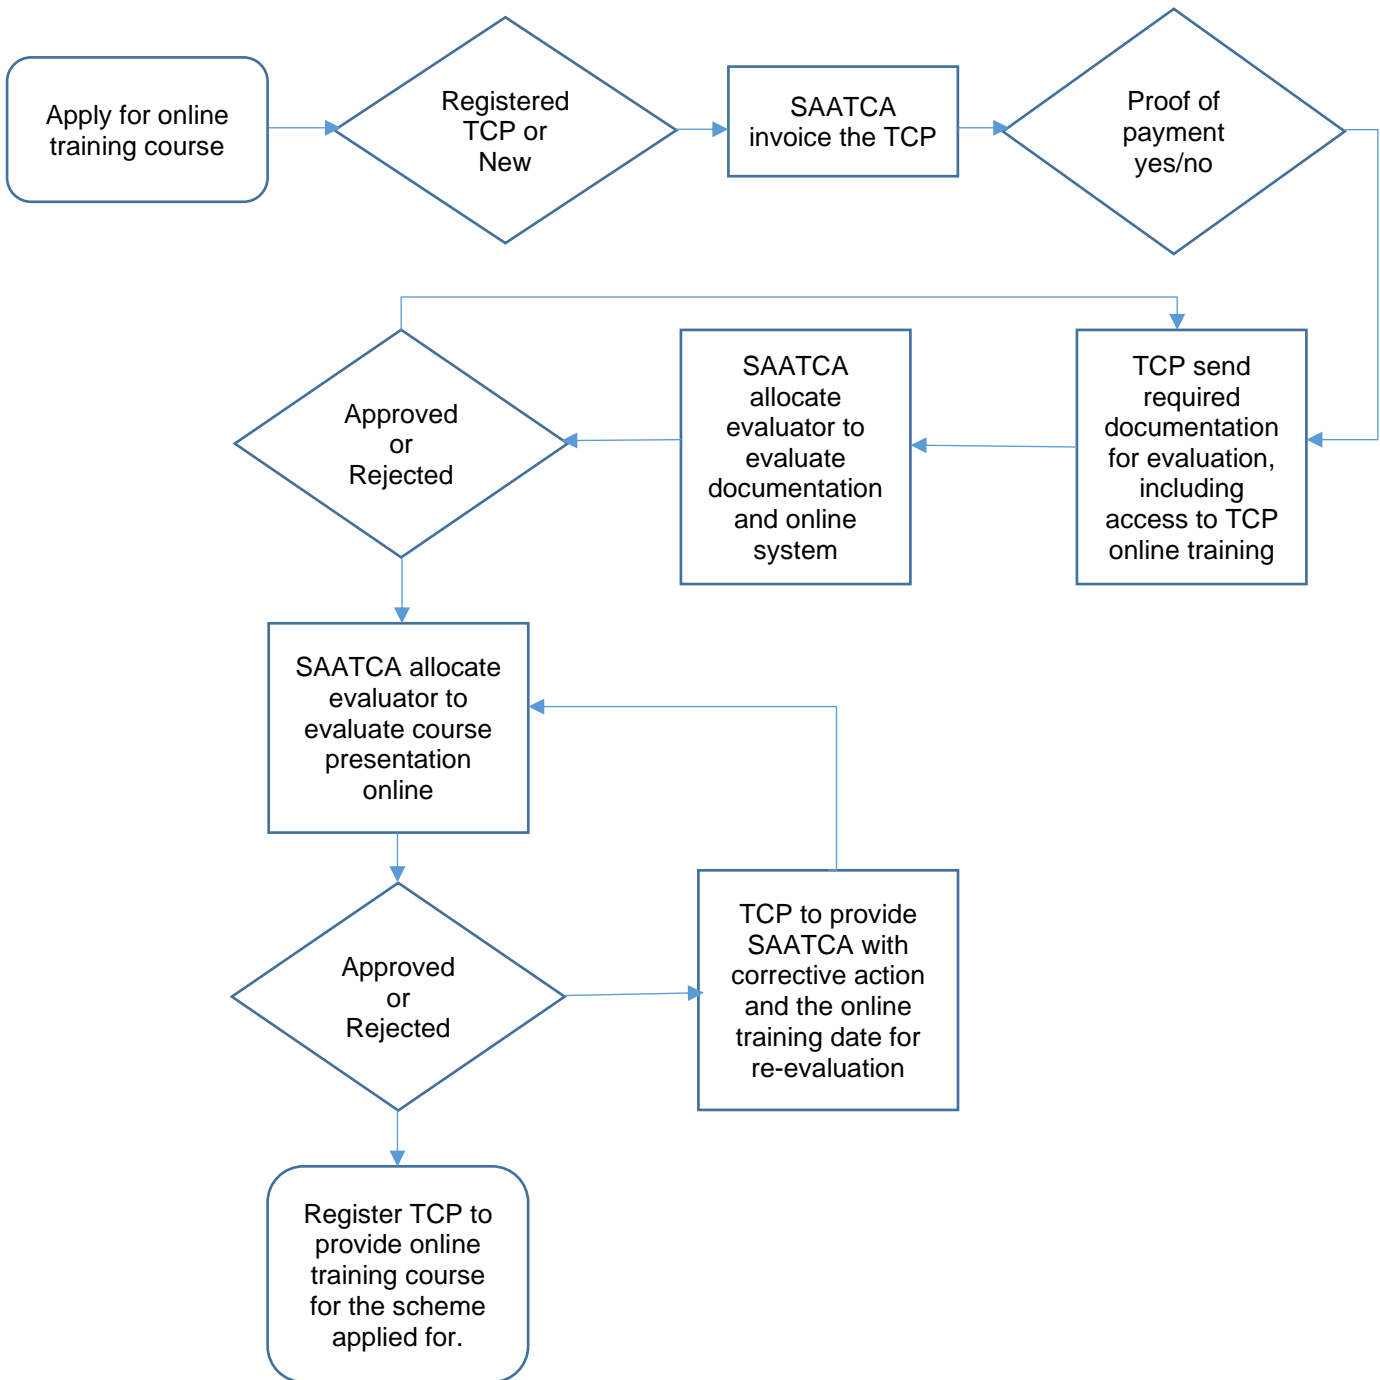 Apply for online
training course
Registered
TCP or
New
SAATCA
invoice the TCP
Proof of
payment
yes/no
TCP send
required
documentation
for evaluation,
including
access to TCP
online training
SAATCA
allocate
evaluator to
evaluate
documentation
and online
system
Approved
or
Rejected
SAATCA allocate
evaluator to
evaluate course
presentation
online
Approved
or
Rejected
TCP to provide
SAATCA with
corrective action
and the online
training date for
re-evaluation
Register TCP to
provide online
training course
for the scheme
applied for.